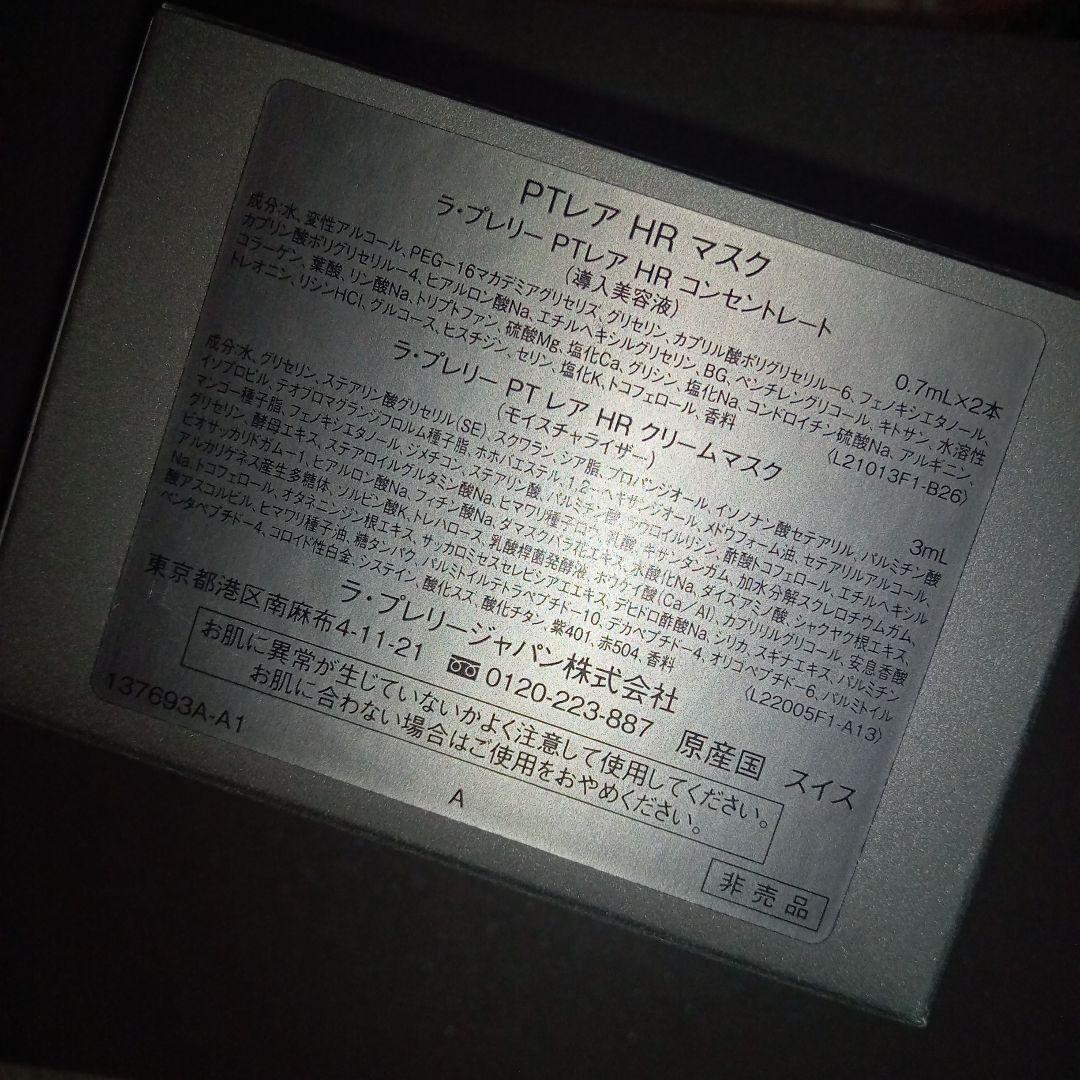 PTレア HR マスク
ラ・プレリー PTレア HR コンセントレート
(導入美容液)
0.7mL×2本
成分:水、変性アルコール、PEG-16マカデミアグリセリズ、グリセリン、カプリル酸ポリグリセリル-6、フェノキシエタノール、
カプリン酸ポリグリセリル-4、ヒアルロン酸Na、エチルヘキシルグリセリン、BG、ペンチレングリコール、キトサン、水溶性
コラーゲン、葉酸、リン酸Na、トリプトファン、硫酸Mg、塩化Ca、グリシン、塩化Na、コンドロイチン硫酸Na、アルギニン、
トレオニン、リシンHCl、グルコース、ヒスチジン、セリン、塩化K、トコフェロール、香料
〈L21013F1-B26〉
ラ・プレリー PTレア HR クリームマスク
(モイスチャライザー)
3mL
成分:水、グリセリン、ステアリン酸グリセリル(SE)、スクワラン、シア脂、プロパンジオール、イソノナン酸セテアリル、パルミチン酸
イソプロピル、テオブロマグランジフロルム種子脂、ホホバエステル、1,2-ヘキサンジオール、メドウフォーム油、セテアリルアルコール、
マンゴー種子脂、フェノキシエタノール、ジメチコン、ステアリン酸、パルミチン酸、ラウロイルリシン、酢酸トコフェロール、エチルヘキシル
グリセリン、酵母エキス、ステアロイルグルタミン酸Na、ヒマワリ種子ロウ、乳酸、キサンタンガム、加水分解スクレロチウムガム、
ビオサッカリドガム-1、ヒアルロン酸Na、フィチン酸Na、ダマスクバラ花エキス、水酸化Na、ダイズアミノ酸、シャクヤク根エキス、
アルカリゲネス産生多糖体、ソルビン酸K、トレハロース、乳酸桿菌発酵液、ホウケイ酸(Ca/Al)、カプリリルグリコール、安息香酸
Na、トコフェロール、オタネニンジン根エキス、サッカロミセスセレビシアエエキス、デヒドロ酢酸Na、シリカ、スキナエキス、パルミチン
酸アスコルビル、ヒマワリ種子油、糖タンパク、パルミトイルテトラペプチド-10、デカペプチド-4、オリゴペプチド-6、パルミトイル
ペンタペプチド-4、コロイド性白金、システイン、酸化スズ、酸化チタン、紫401、赤504、香料
〈L22005F1-A13〉
ラ・プレリージャパン株式会社
東京都港区南麻布4-11-21 0120-223-887 原産国 スイス
お肌に異常が生じていないかよく注意して使用してください。
お肌に合わない場合はご使用をおやめください。
137693A-A1
A
非売品